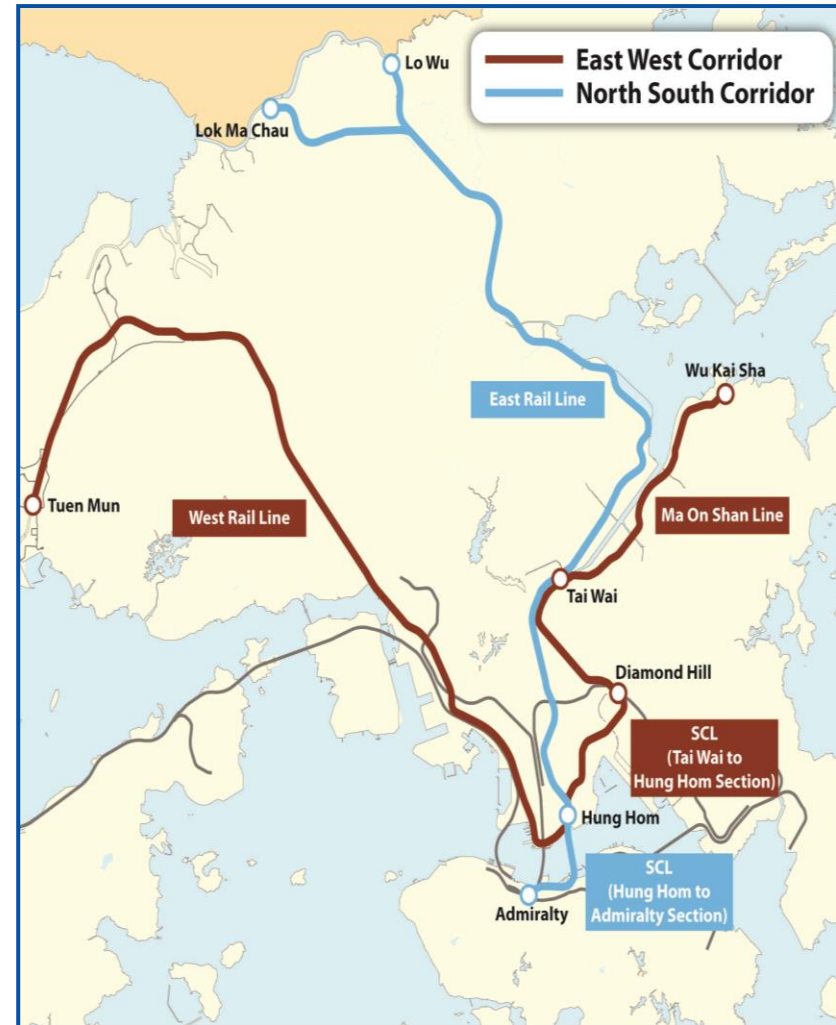 East West Corridor
North South Corridor
Lo Wu
Lok Ma Chau
Wu Kai Sha
East Rail Line
Tuen Mun
West Rail Line
Ma On Shan Line
Tai Wai
Diamond Hill
SCL
(Tai Wai to
Hung Hom Section)
Hung Hom
SCL
(Hung Hom to
Admiralty Section)
Admiralty